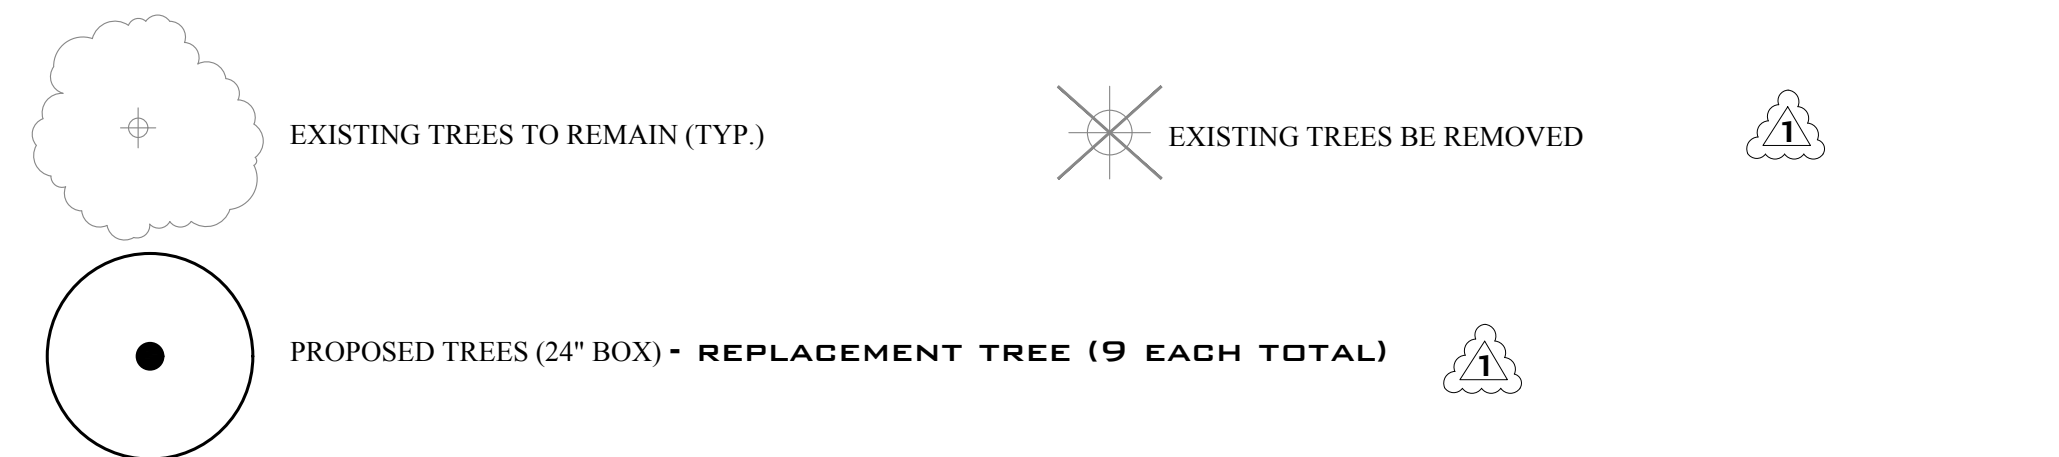 EXISTING TREES TO REMAIN (TYP.)
EXISTING TREES BE REMOVED
1
PROPOSED TREES (24" BOX) - REPLACEMENT TREE (9 EACH TOTAL)
1